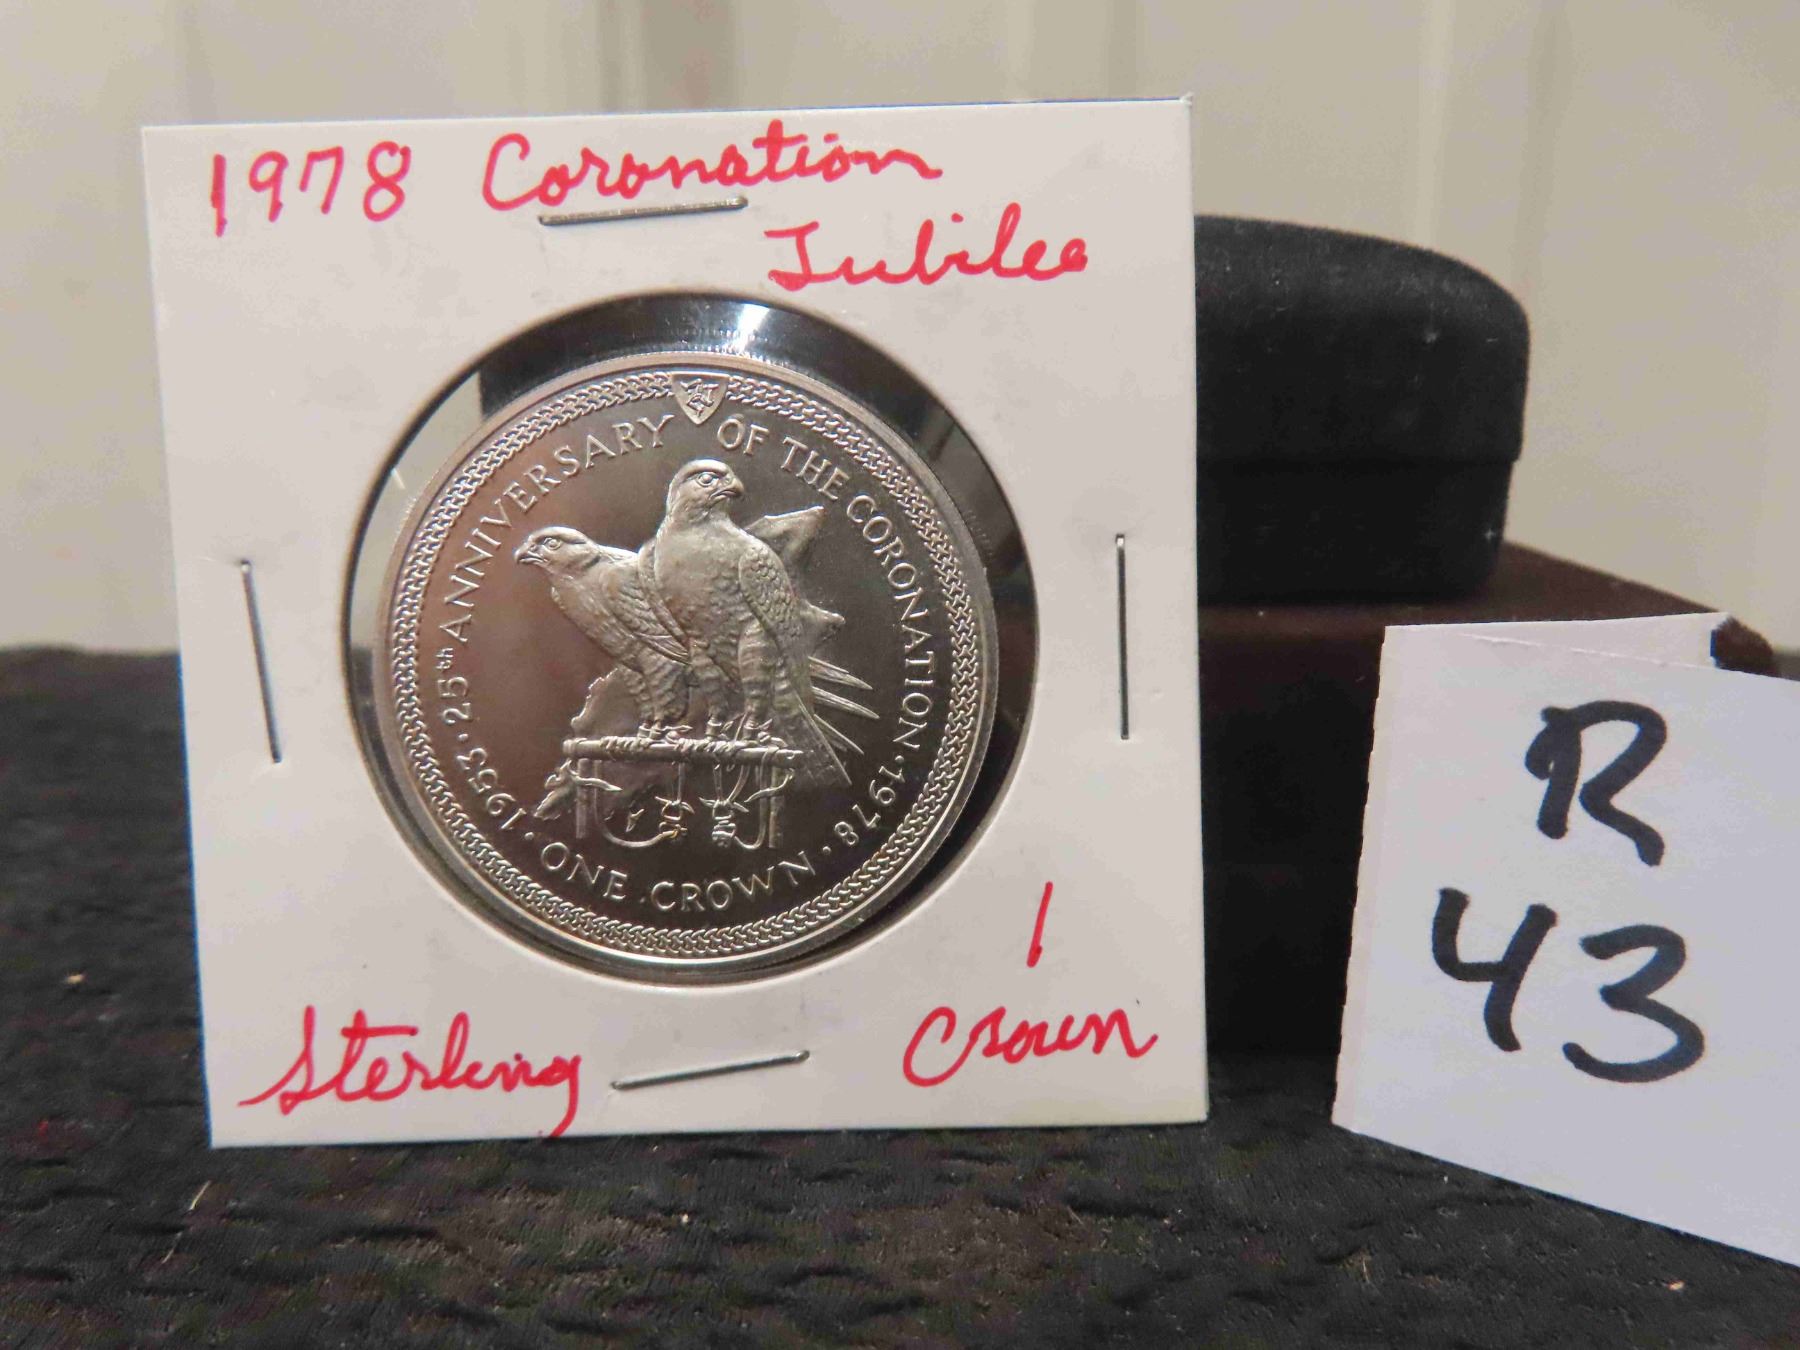 1978 Coronation
Jubilee
· 1953 · 25th ANNIVERSARY OF THE CORONATION · 1978 ·
ONE CROWN
1
Sterling Crown
R
43